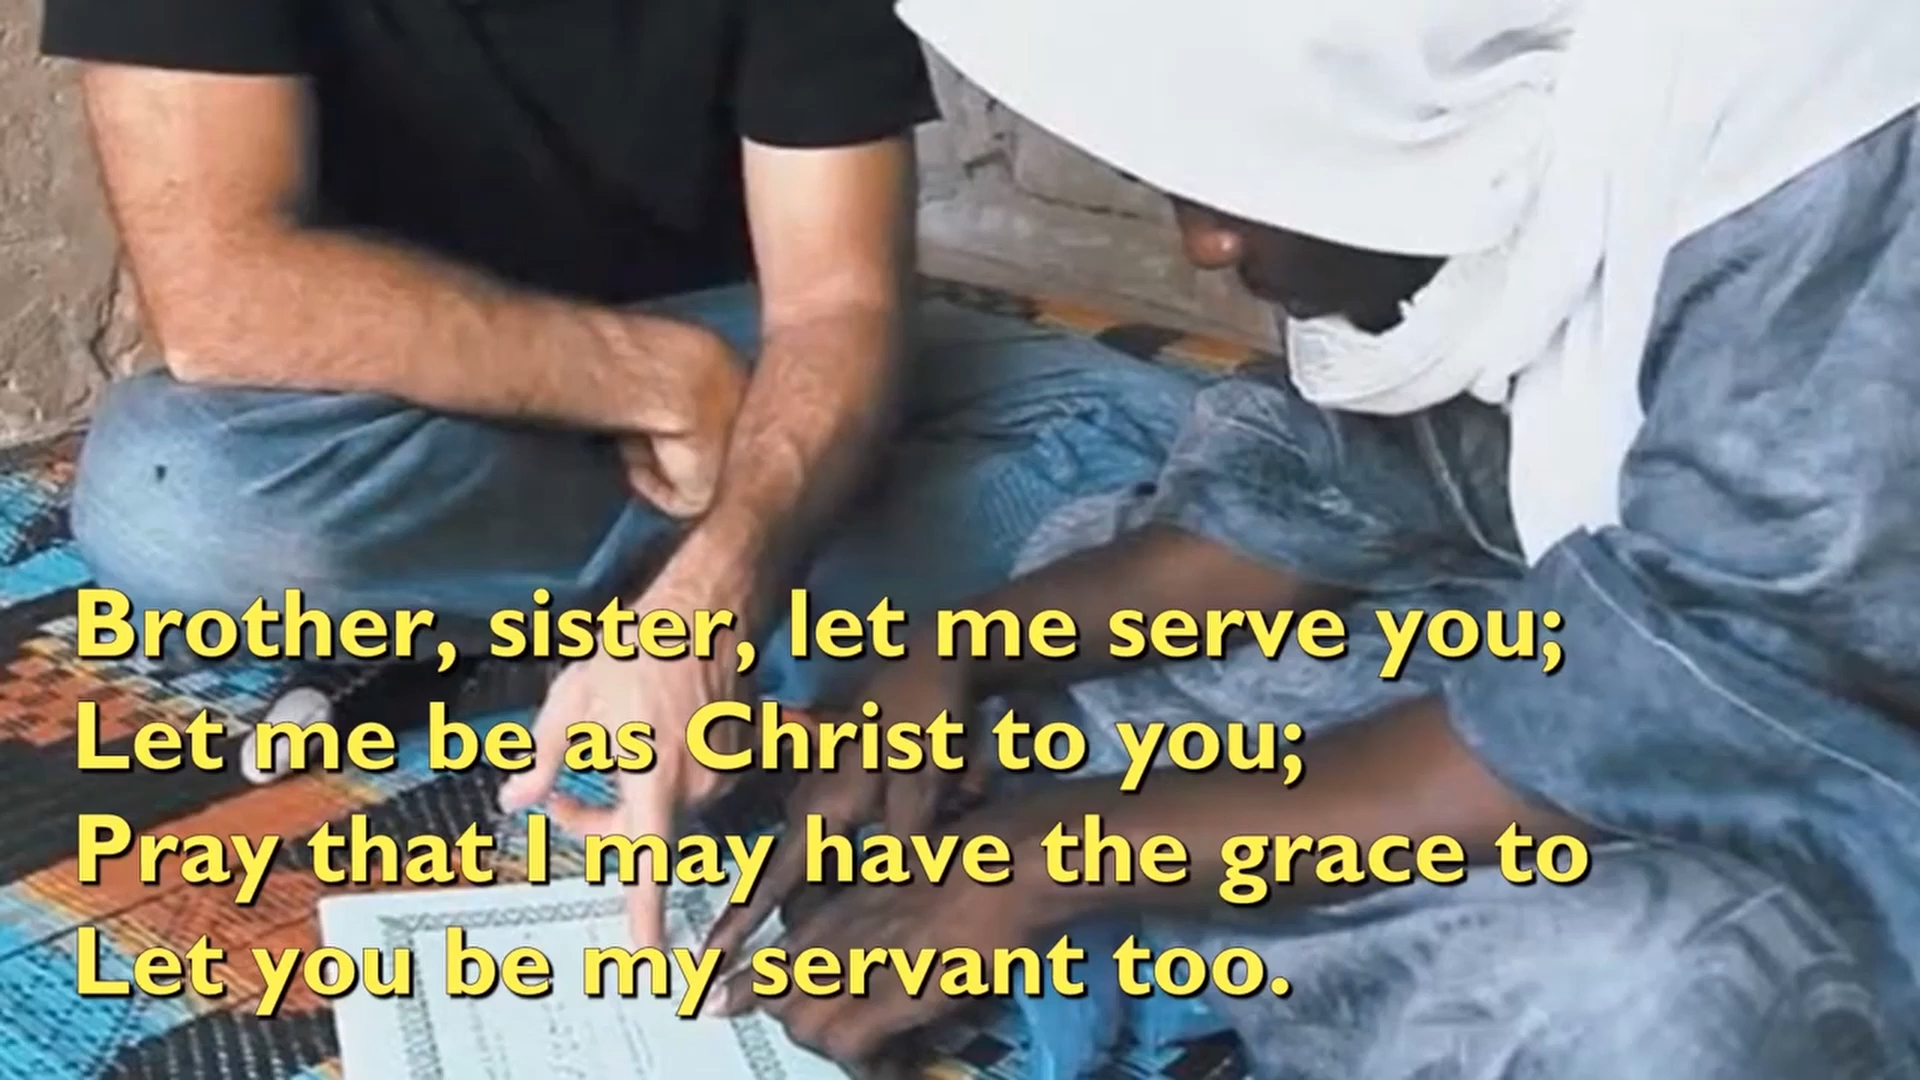 Brother, sister, let me serve you;
Let me be as Christ to you;
Pray that I may have the grace to
Let you be my servant too.